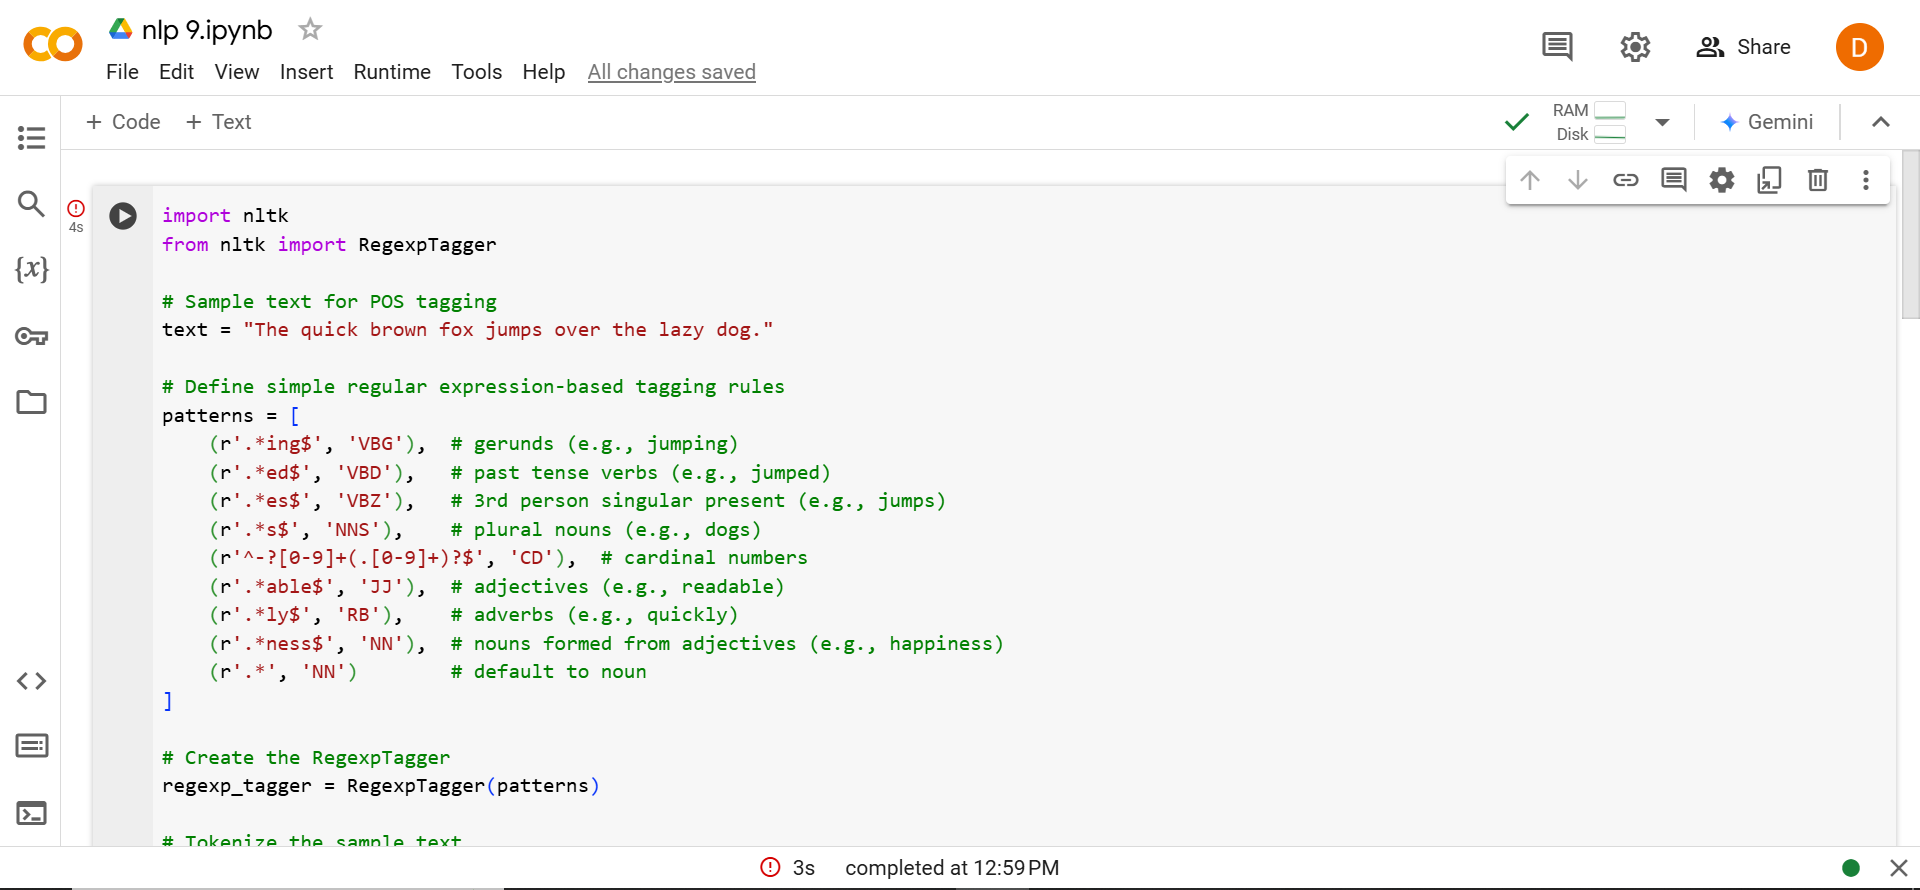 nlp 9.ipynb
File Edit View Insert Runtime Tools Help All changes saved
Share
D
+ Code + Text
RAM
Disk
Gemini
4s
import nltk
from nltk import RegexpTagger
# Sample text for POS tagging
text = "The quick brown fox jumps over the lazy dog."
# Define simple regular expression-based tagging rules
patterns = [
    (r'.*ing$', 'VBG'),  # gerunds (e.g., jumping)
    (r'.*ed$', 'VBD'),   # past tense verbs (e.g., jumped)
    (r'.*es$', 'VBZ'),   # 3rd person singular present (e.g., jumps)
    (r'.*s$', 'NNS'),    # plural nouns (e.g., dogs)
    (r'^-?[0-9]+(.[0-9]+)?$', 'CD'),  # cardinal numbers
    (r'.*able$', 'JJ'),  # adjectives (e.g., readable)
    (r'.*ly$', 'RB'),    # adverbs (e.g., quickly)
    (r'.*ness$', 'NN'),  # nouns formed from adjectives (e.g., happiness)
    (r'.*', 'NN')        # default to noun
]
# Create the RegexpTagger
regexp_tagger = RegexpTagger(patterns)
# Tokenize the sample text
3s completed at 12:59 PM